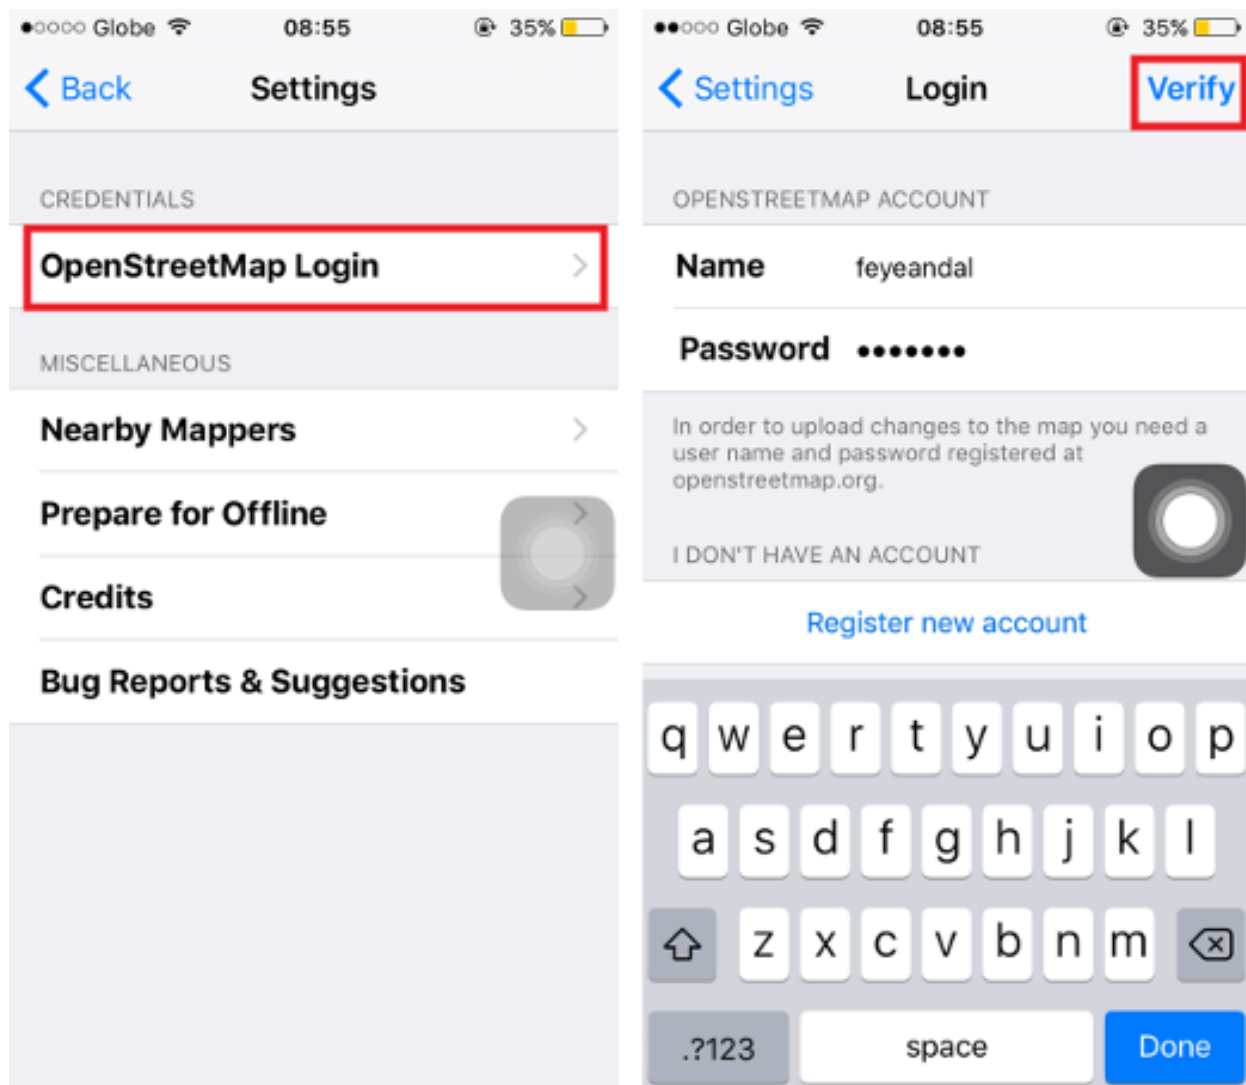 Globe 08:55 35%
Back Settings
CREDENTIALS
OpenStreetMap Login
MISCELLANEOUS
Nearby Mappers
Prepare for Offline
Credits
Bug Reports & Suggestions
Globe 08:55 35%
Settings Login Verify
OPENSTREETMAP ACCOUNT
Name feyeandal
Password •••••••
In order to upload changes to the map you need a
user name and password registered at
openstreetmap.org.
I DON'T HAVE AN ACCOUNT
Register new account
q w e r t y u i o p
a s d f g h j k l
z x c v b n m
.?123 space Done